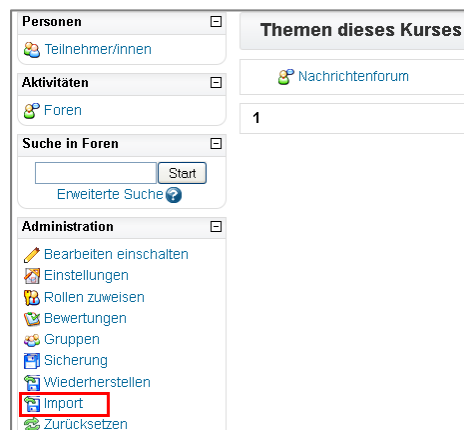 Personen
Teilnehmer/innen
Aktivitäten
Foren
Suche in Foren
Start
Erweiterte Suche
Administration
Bearbeiten einschalten
Einstellungen
Rollen zuweisen
Bewertungen
Gruppen
Sicherung
Wiederherstellen
Import
Zurücksetzen
Themen dieses Kurses
Nachrichtenforum
1